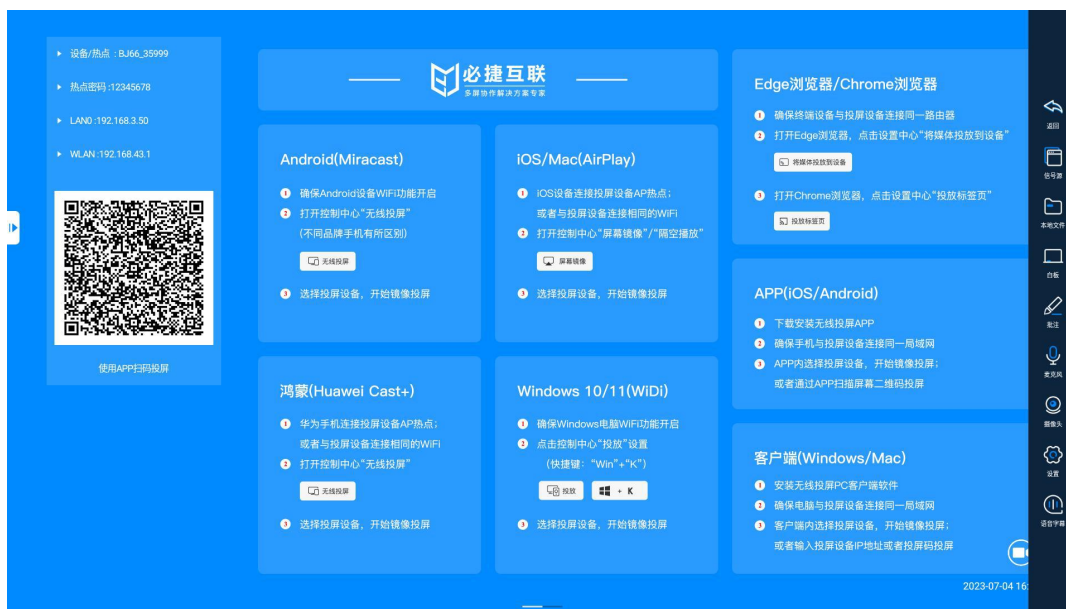 设备/热点 : BJ66_35999
热点密码:12345678
LAN0 :192.168.3.50
WLAN :192.168.43.1
使用APP扫码投屏
必捷互联
多屏协作解决方案专家
Android(Miracast)
1 确保Android设备WiFi功能开启
2 打开控制中心“无线投屏”
(不同品牌手机有所区别)
无线投屏
3 选择投屏设备，开始镜像投屏
iOS/Mac(AirPlay)
1 iOS设备连接投屏设备AP热点；
或者与投屏设备连接相同的WiFi
2 打开控制中心“屏幕镜像”/“隔空播放”
屏幕镜像
3 选择投屏设备，开始镜像投屏
鸿蒙(Huawei Cast+)
1 华为手机连接投屏设备AP热点；
或者与投屏设备连接相同的WiFi
2 打开控制中心“无线投屏”
无线投屏
3 选择投屏设备，开始镜像投屏
Windows 10/11(WiDi)
1 确保Windows电脑WiFi功能开启
2 点击控制中心“投放”设置
(快捷键：“Win”+“K”)
投放 + K
3 选择投屏设备，开始镜像投屏
Edge浏览器/Chrome浏览器
1 确保终端设备与投屏设备连接同一路由器
2 打开Edge浏览器，点击设置中心“将媒体投放到设备”
将媒体投放到设备
3 打开Chrome浏览器，点击设置中心“投放标签页”
投放标签页
APP(iOS/Android)
1 下载安装无线投屏APP
2 确保手机与投屏设备连接同一局域网
3 APP内选择投屏设备，开始镜像投屏；
或者通过APP扫描屏幕二维码投屏
客户端(Windows/Mac)
1 安装无线投屏PC客户端软件
2 确保电脑与投屏设备连接同一局域网
3 客户端内选择投屏设备，开始镜像投屏；
或者输入投屏设备IP地址或者投屏码投屏
2023-07-04 16:
返回
信号源
本地文件
白板
批注
麦克风
摄像头
设置
语音字幕